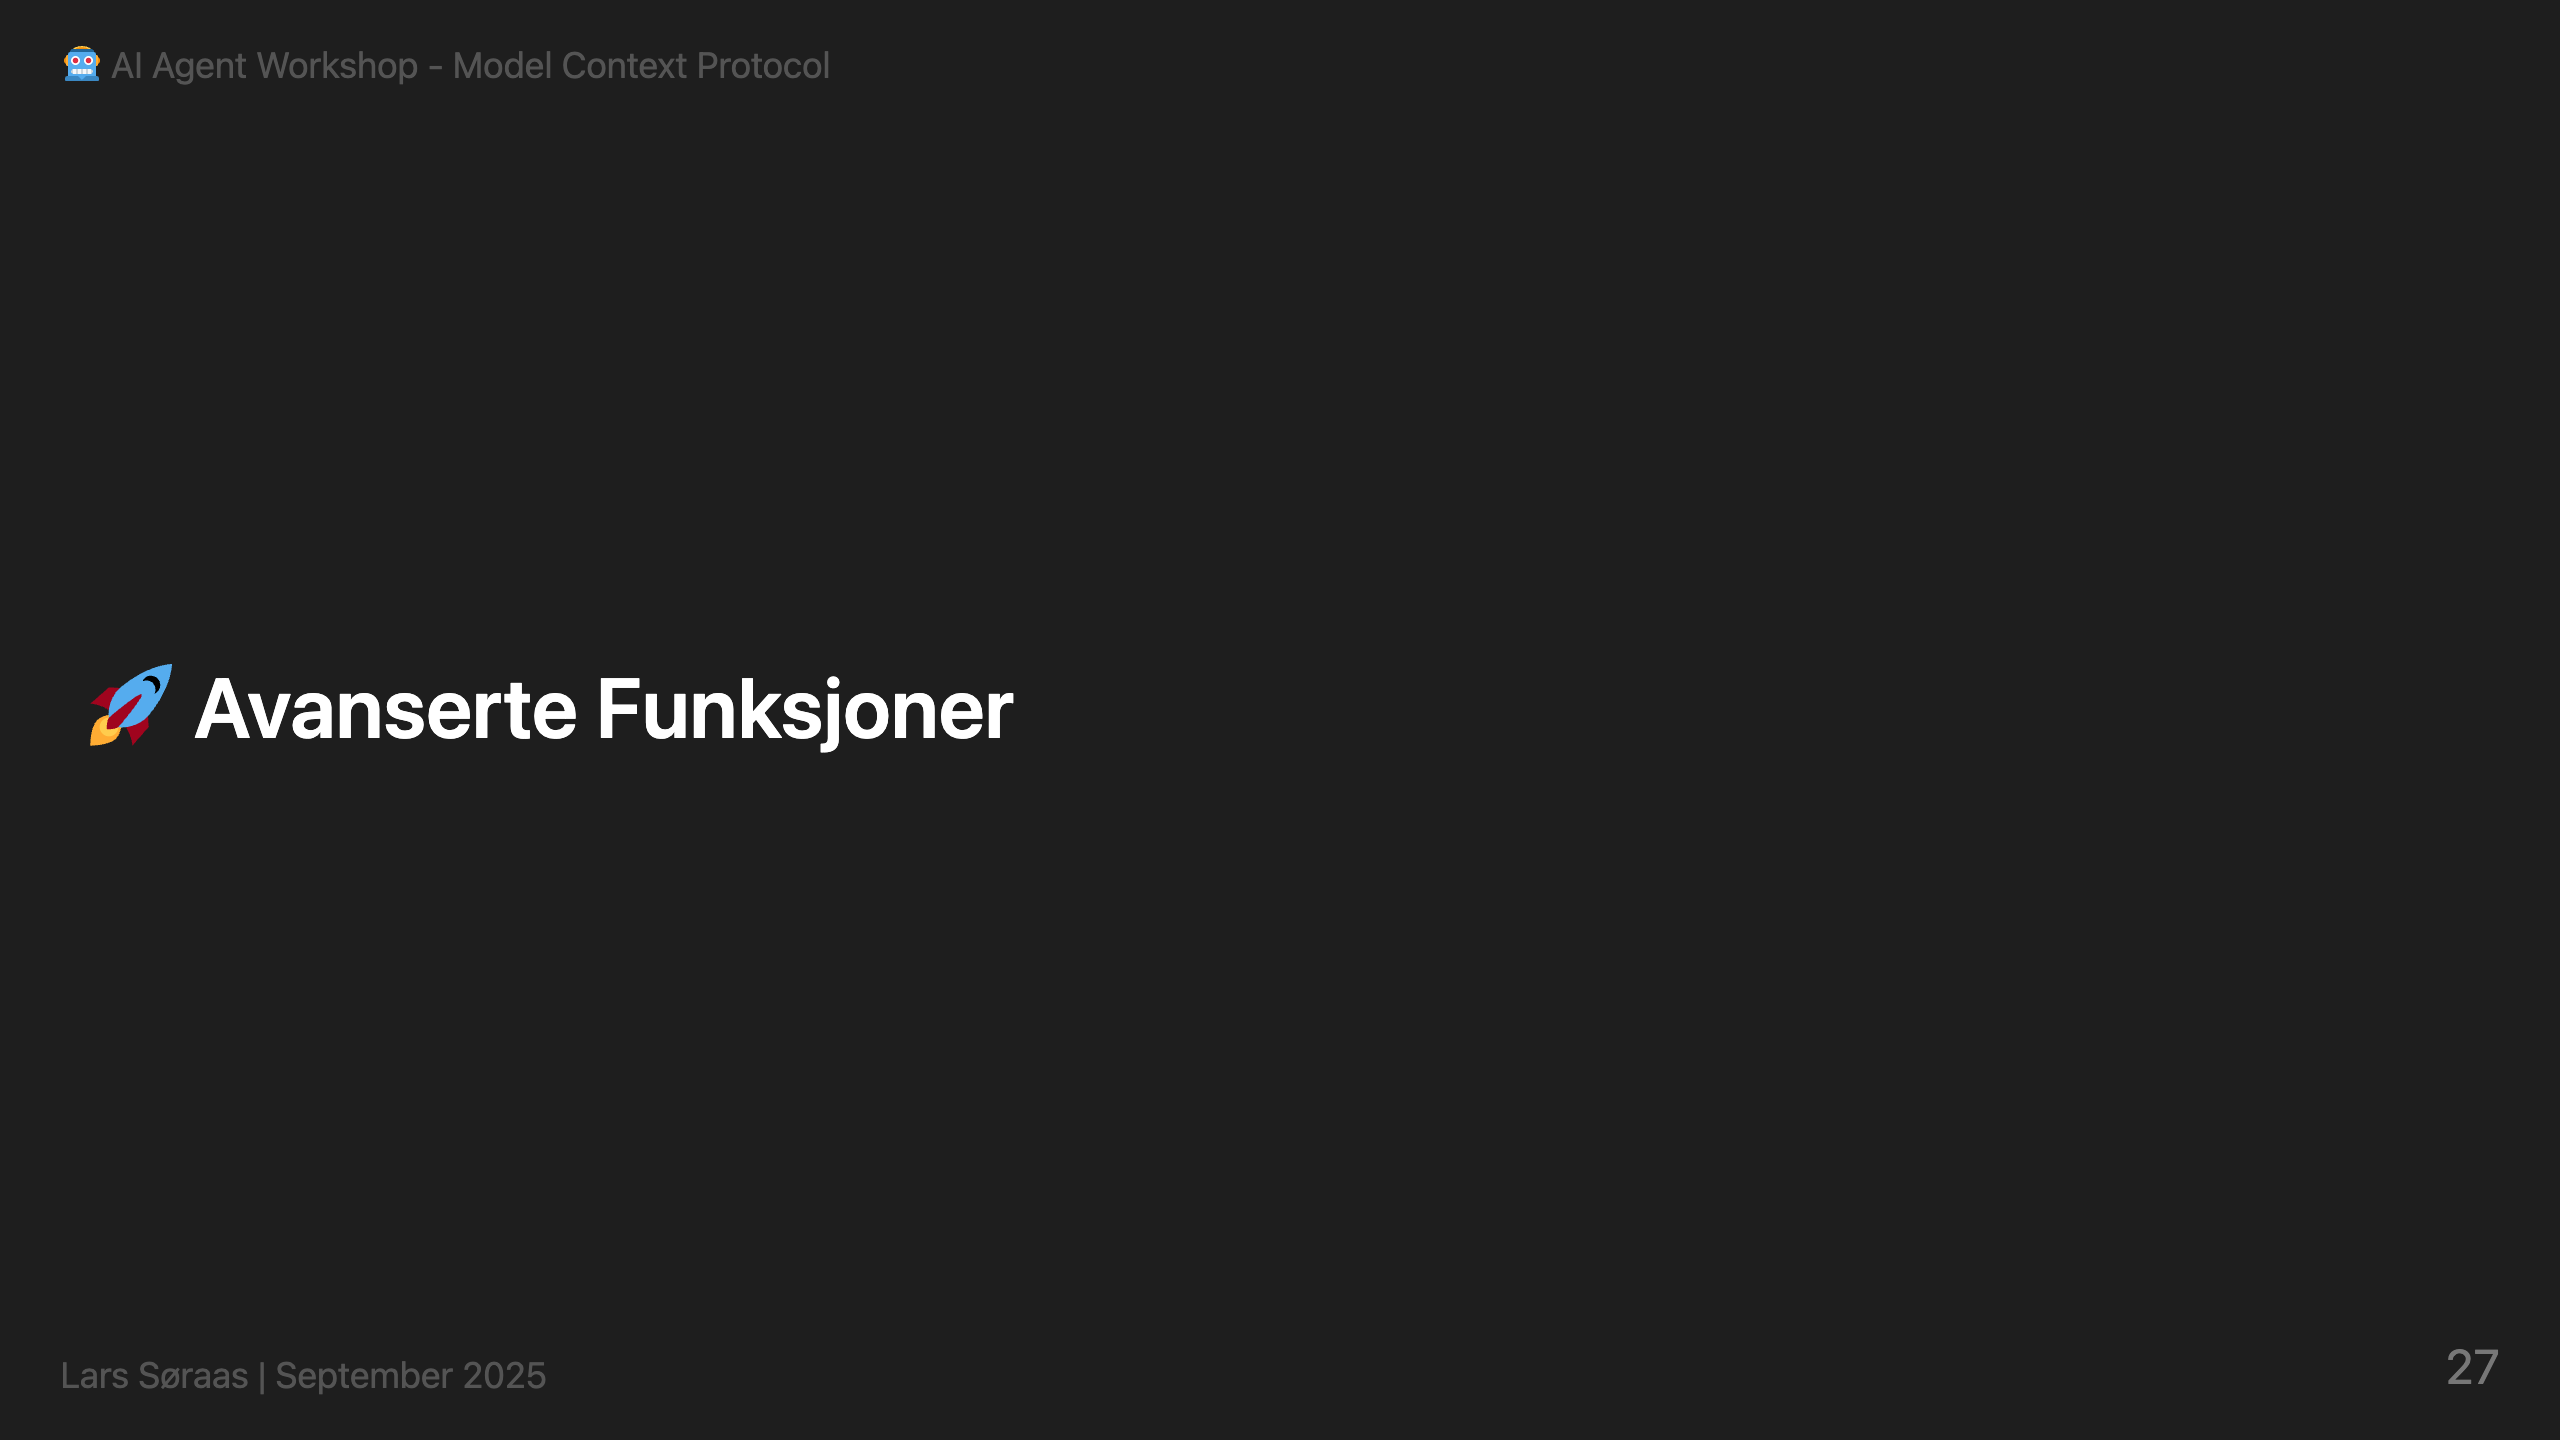 🤖 AI Agent Workshop - Model Context Protocol
🚀 Avanserte Funksjoner
Lars Søraas | September 2025
27